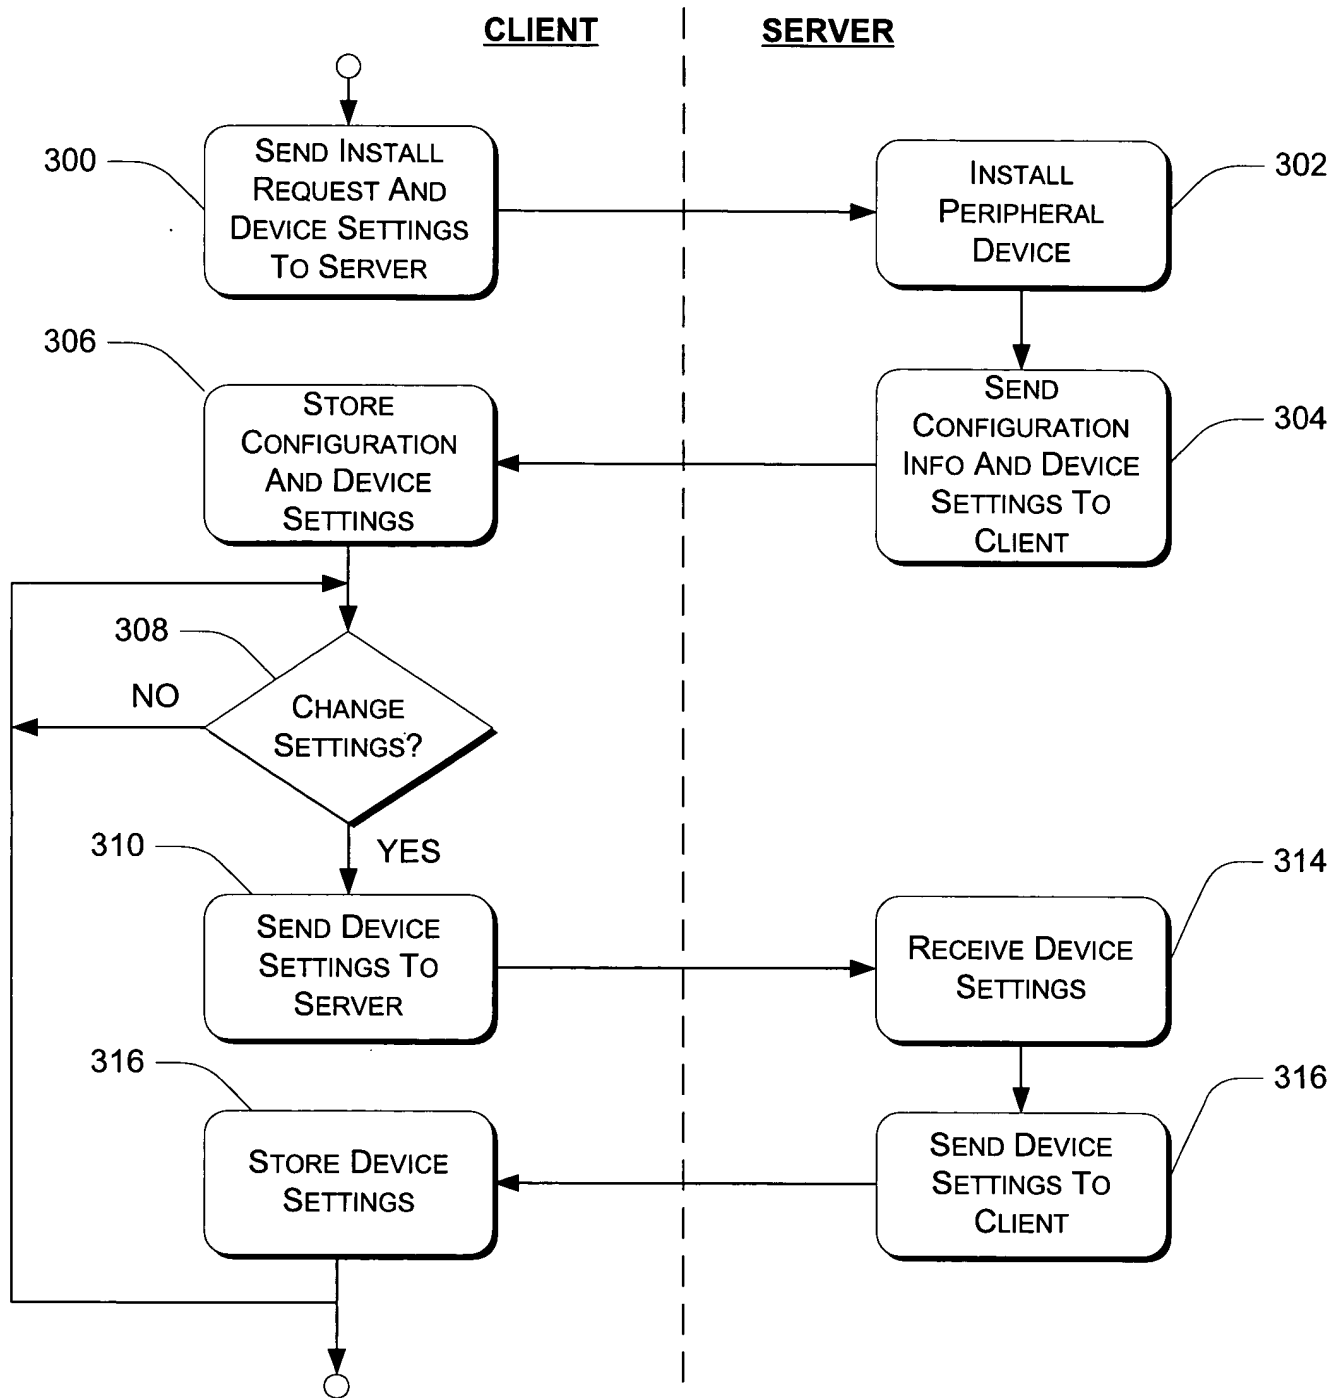 CLIENT
SERVER
300
SEND INSTALL
REQUEST AND
DEVICE SETTINGS
TO SERVER
INSTALL
PERIPHERAL
DEVICE
302
306
STORE
CONFIGURATION
AND DEVICE
SETTINGS
SEND
CONFIGURATION
INFO AND DEVICE
SETTINGS TO
CLIENT
304
308
NO
CHANGE
SETTINGS?
YES
310
SEND DEVICE
SETTINGS TO
SERVER
RECEIVE DEVICE
SETTINGS
314
316
STORE DEVICE
SETTINGS
SEND DEVICE
SETTINGS TO
CLIENT
316